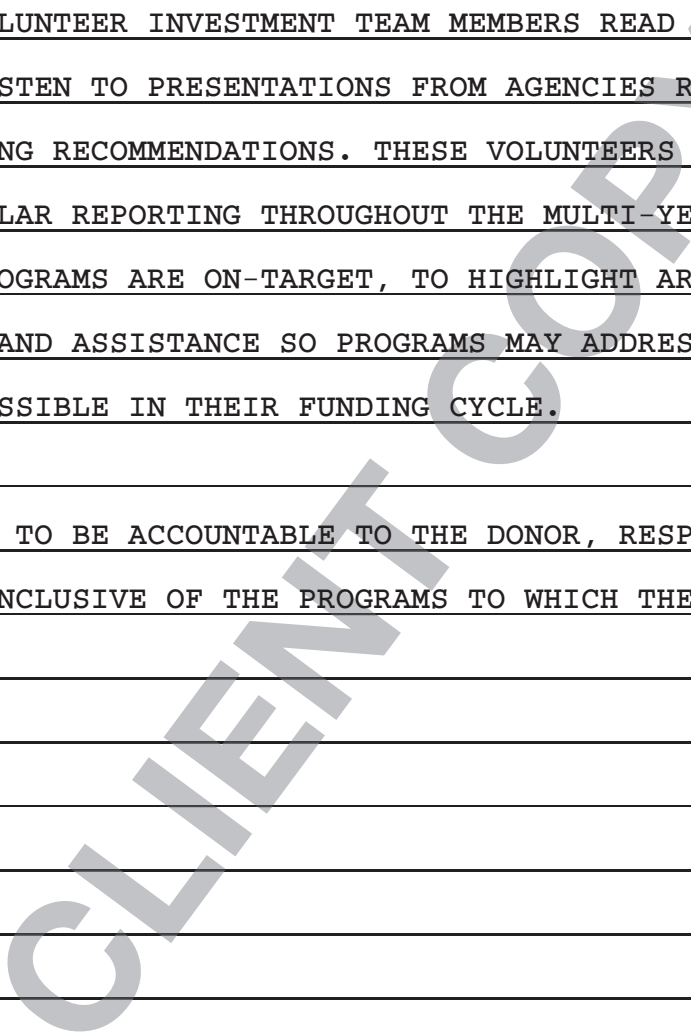 LUNTEER INVESTMENT TEAM MEMBERS READ
STEN TO PRESENTATIONS FROM AGENCIES R
NG RECOMMENDATIONS. THESE VOLUNTEERS
LAR REPORTING THROUGHOUT THE MULTI-YE
OGRAMS ARE ON-TARGET, TO HIGHLIGHT AR
AND ASSISTANCE SO PROGRAMS MAY ADDRES
SSIBLE IN THEIR FUNDING CYCLE.
TO BE ACCOUNTABLE TO THE DONOR, RESP
NCLUSIVE OF THE PROGRAMS TO WHICH THE
CLIENT COPY